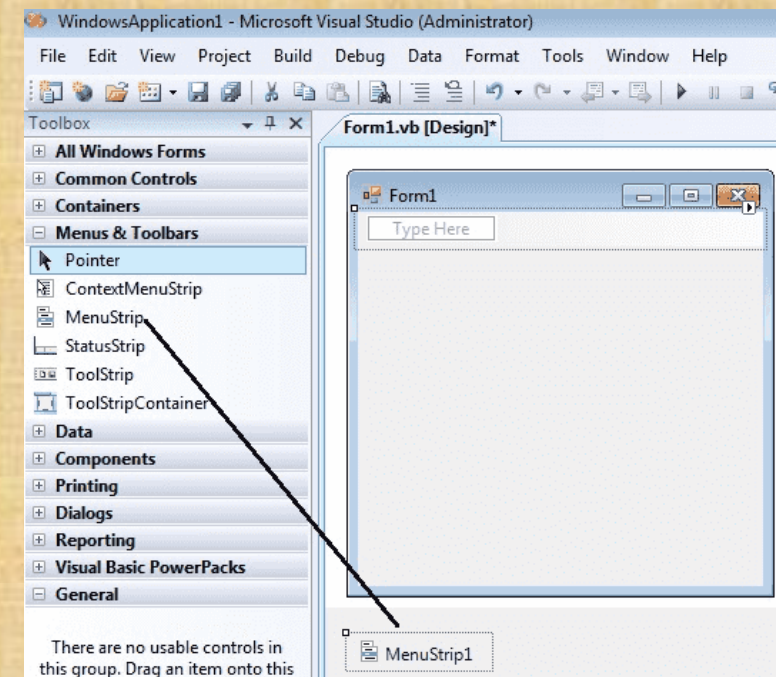 WindowsApplication1 - Microsoft Visual Studio (Administrator)
File Edit View Project Build Debug Data Format Tools Window Help
Toolbox
All Windows Forms
Common Controls
Containers
Menus & Toolbars
Pointer
ContextMenuStrip
MenuStrip
StatusStrip
ToolStrip
ToolStripContainer
Data
Components
Printing
Dialogs
Reporting
Visual Basic PowerPacks
General
There are no usable controls in
this group. Drag an item onto this
Form1.vb [Design]*
Form1
Type Here
MenuStrip1